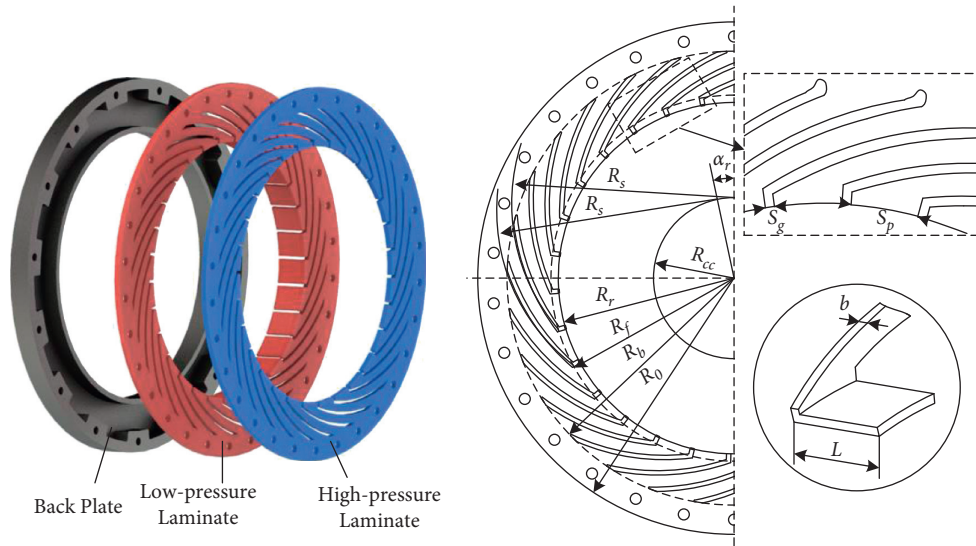 Back Plate
Low-pressure
Laminate
High-pressure
Laminate
α_r
R_s
R_s
R_cc
R_r
R_f
R_b
R_0
S_g
S_p
b
L